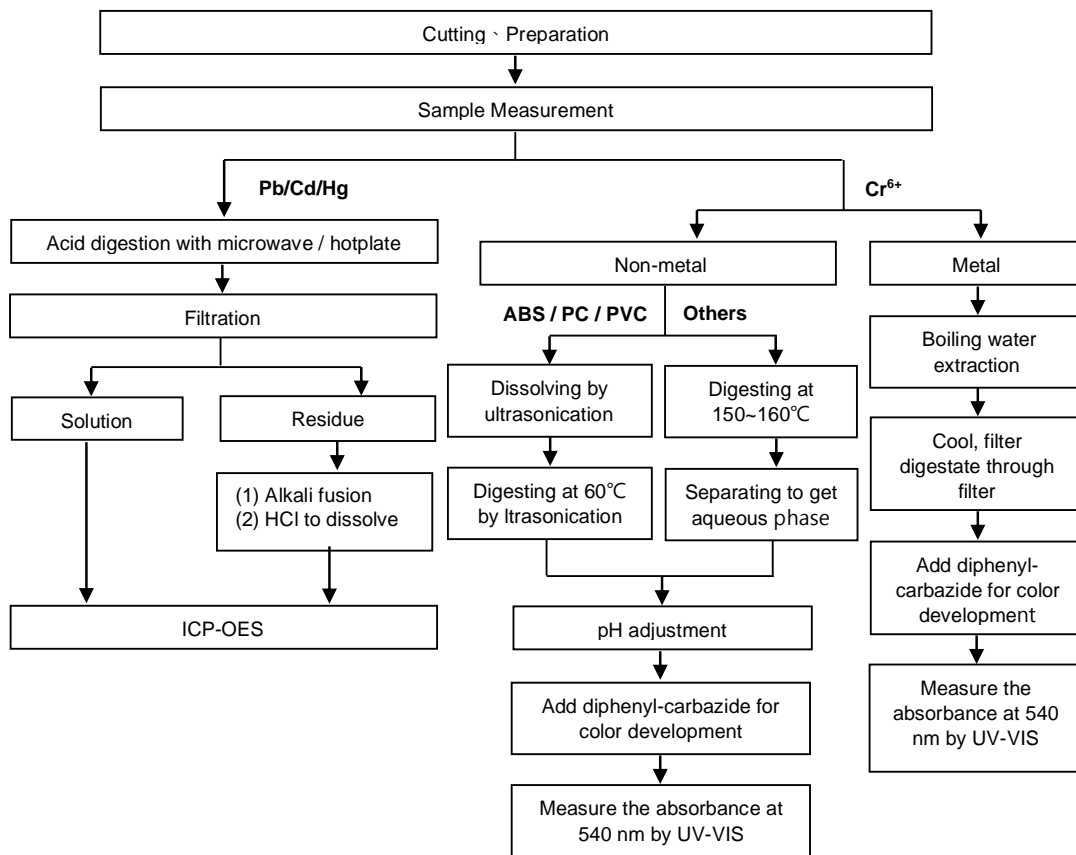 Cutting、Preparation
Sample Measurement
Pb/Cd/Hg
Cr⁶⁺
Acid digestion with microwave / hotplate
Filtration
Solution
Residue
(1) Alkali fusion
(2) HCl to dissolve
ICP-OES
Non-metal
ABS / PC / PVC
Others
Dissolving by
ultrasonication
Digesting at 60℃
by ltrasonication
Digesting at
150~160℃
Separating to get
aqueous phase
pH adjustment
Add diphenyl-carbazide for
color development
Measure the absorbance at
540 nm by UV-VIS
Metal
Boiling water
extraction
Cool, filter
digestate through
filter
Add diphenyl-
carbazide for color
development
Measure the
absorbance at 540
nm by UV-VIS